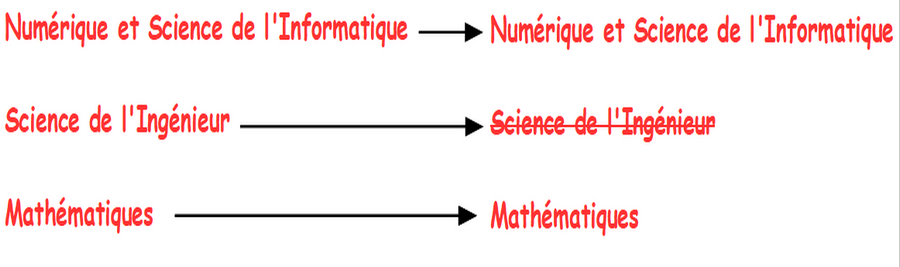 Numérique et Science de l'Informatique Numérique et Science de l'Informatique
Science de l'Ingénieur Science de l'Ingénieur
Mathématiques Mathématiques